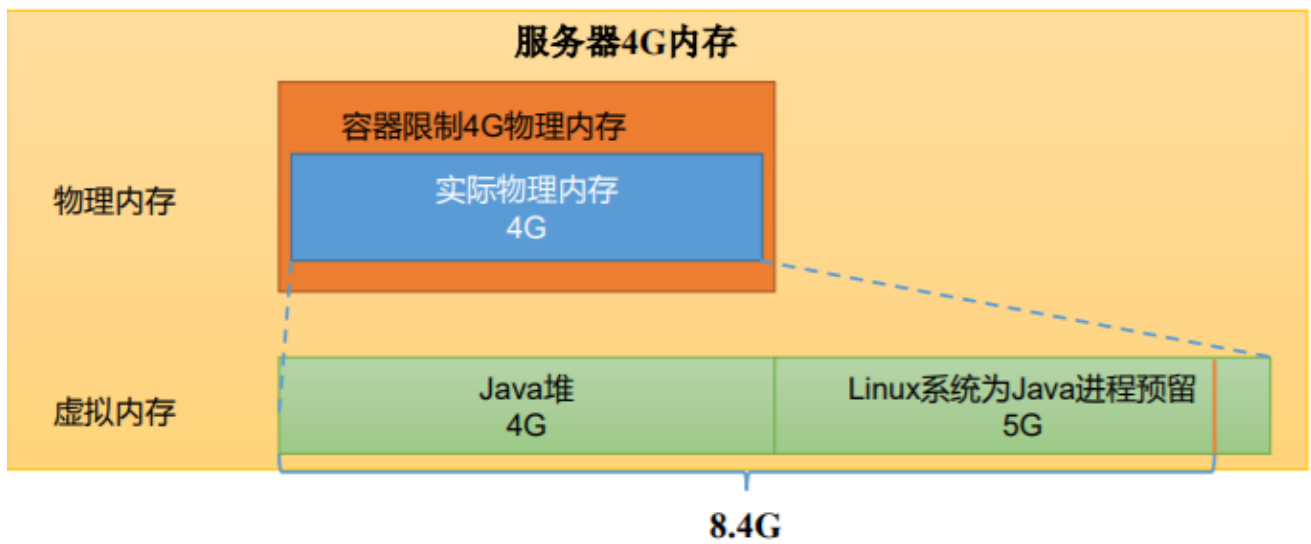 服务器4G内存
容器限制4G物理内存
物理内存
实际物理内存
4G
虚拟内存
Java堆
4G
Linux系统为Java进程预留
5G
8.4G